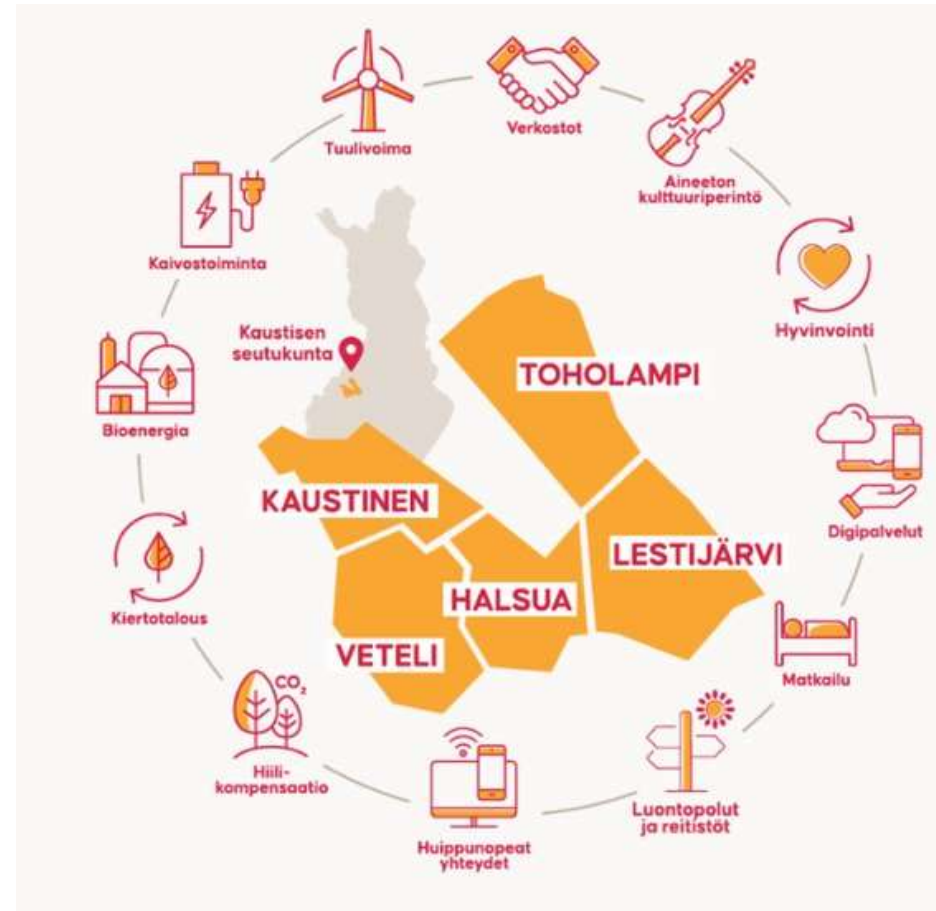 Verkostot
Tuulivoima
Aineeton
kulttuuriperintö
Kaivostoiminta
Hyvinvointi
Kaustisen
seutukunta
TOHOLAMPI
Bioenergia
KAUSTINEN
Digipalvelut
LESTIJÄRVI
HALSUA
Kiertotalous
VETELI
Matkailu
CO₂
Hiili-
kompensaatio
Luontopolut
ja reitistöt
Huippunopeat
yhteydet